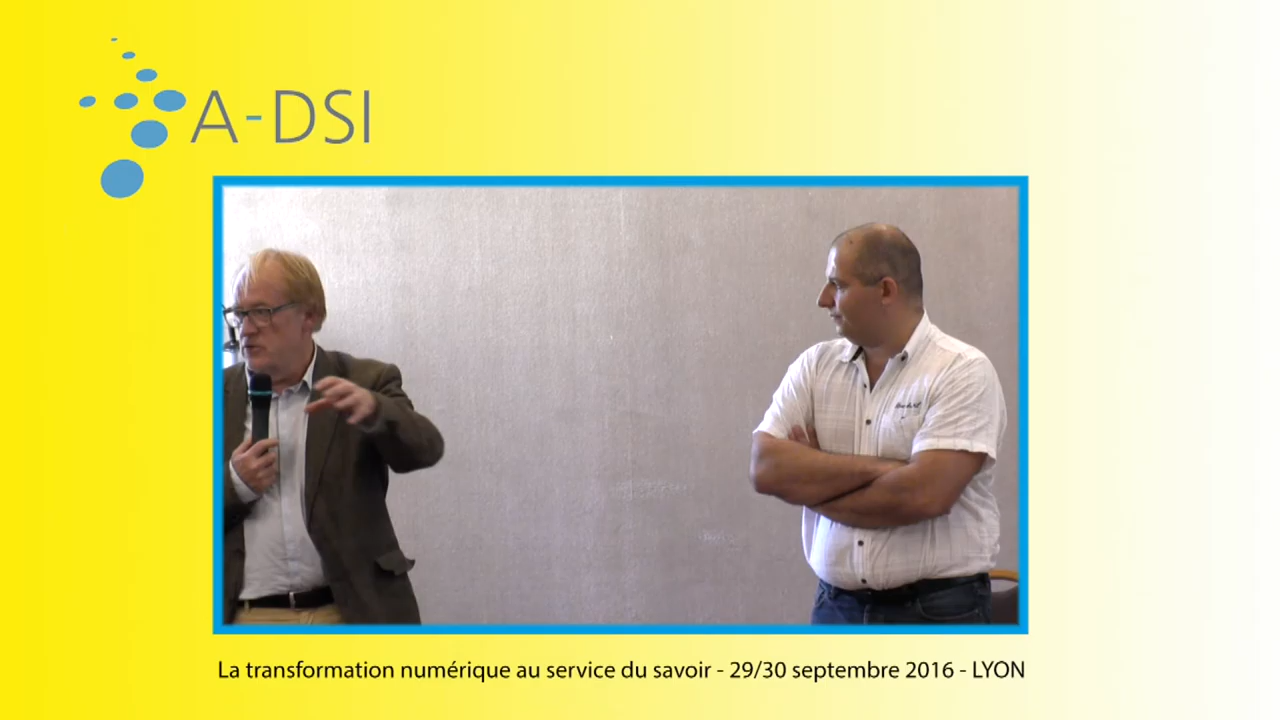 A-DSI
La transformation numérique au service du savoir - 29/30 septembre 2016 - LYON